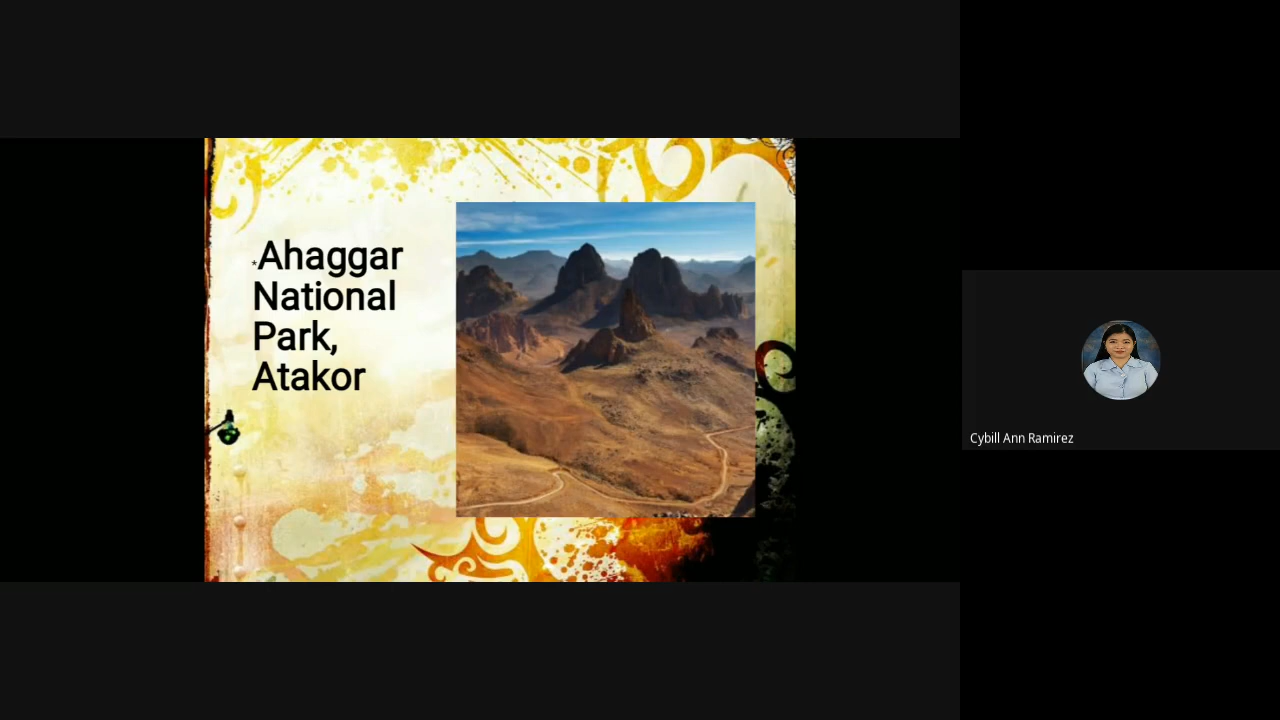 *Ahaggar
National
Park,
Atakor
Cybill Ann Ramirez